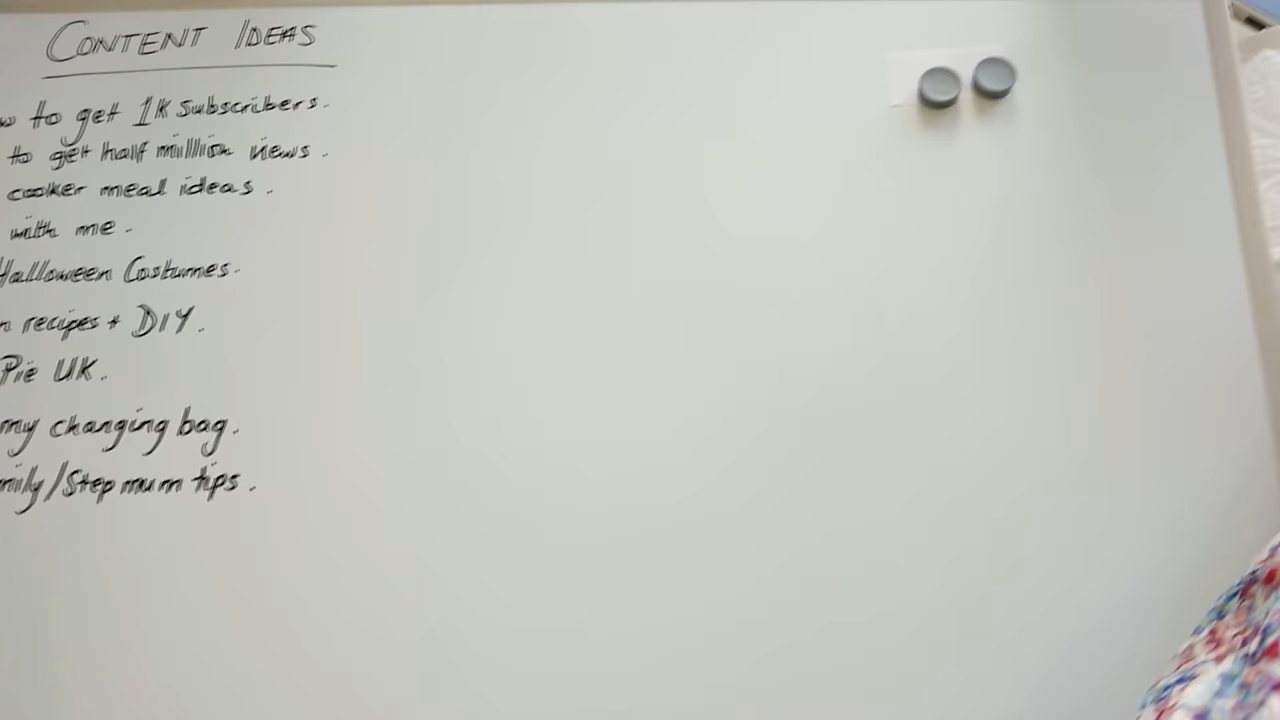 CONTENT IDEAS
to get 1K Subscribers.
to get half million views.
cooker meal ideas.
with me.
Halloween Costumes.
recipes + DIY.
Pie UK.
my changing bag.
/Step mum tips.